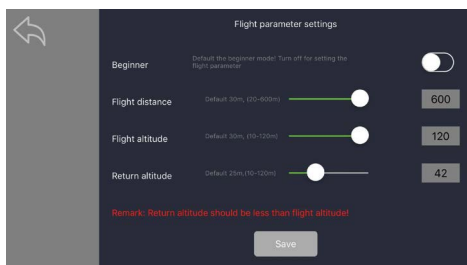 Flight parameter settings
Beginner
Default the beginner mode! Turn off for setting the
flight parameter
Flight distance
Default 30m, (20-800m)
600
Flight altitude
Default 30m, (10-120m)
120
Return altitude
Default 25m,(10-120m)
42
Remark: Return altitude should be less than flight altitude!
Save